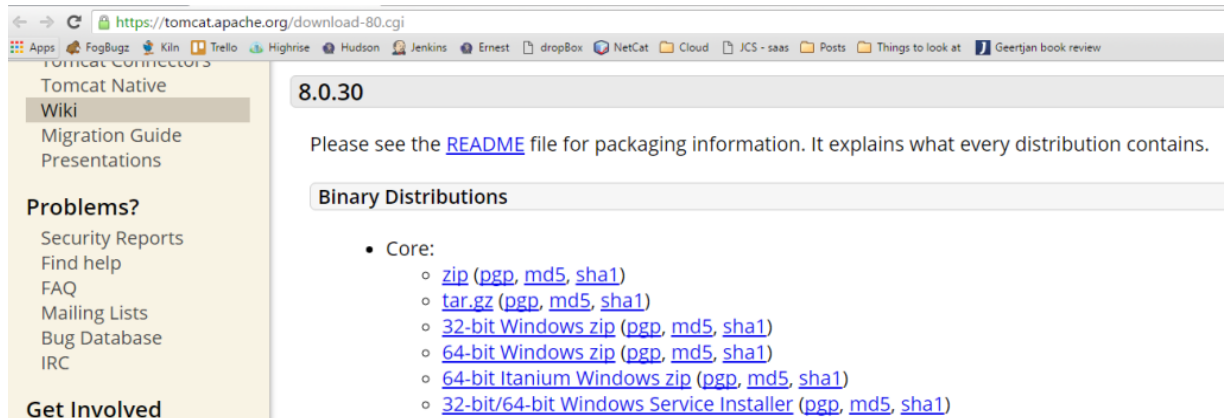 https://tomcat.apache.org/download-80.cgi
Apps FogBugz Kiln Trello Highrise Hudson Jenkins Ernest dropBox NetCat Cloud JCS - saas Posts Things to look at Geertjan book review
Tomcat Connectors
Tomcat Native
Wiki
Migration Guide
Presentations
Problems?
Security Reports
Find help
FAQ
Mailing Lists
Bug Database
IRC
Get Involved
8.0.30
Please see the README file for packaging information. It explains what every distribution contains.
Binary Distributions
• Core:
◦ zip (pgp, md5, sha1)
◦ tar.gz (pgp, md5, sha1)
◦ 32-bit Windows zip (pgp, md5, sha1)
◦ 64-bit Windows zip (pgp, md5, sha1)
◦ 64-bit Itanium Windows zip (pgp, md5, sha1)
◦ 32-bit/64-bit Windows Service Installer (pgp, md5, sha1)